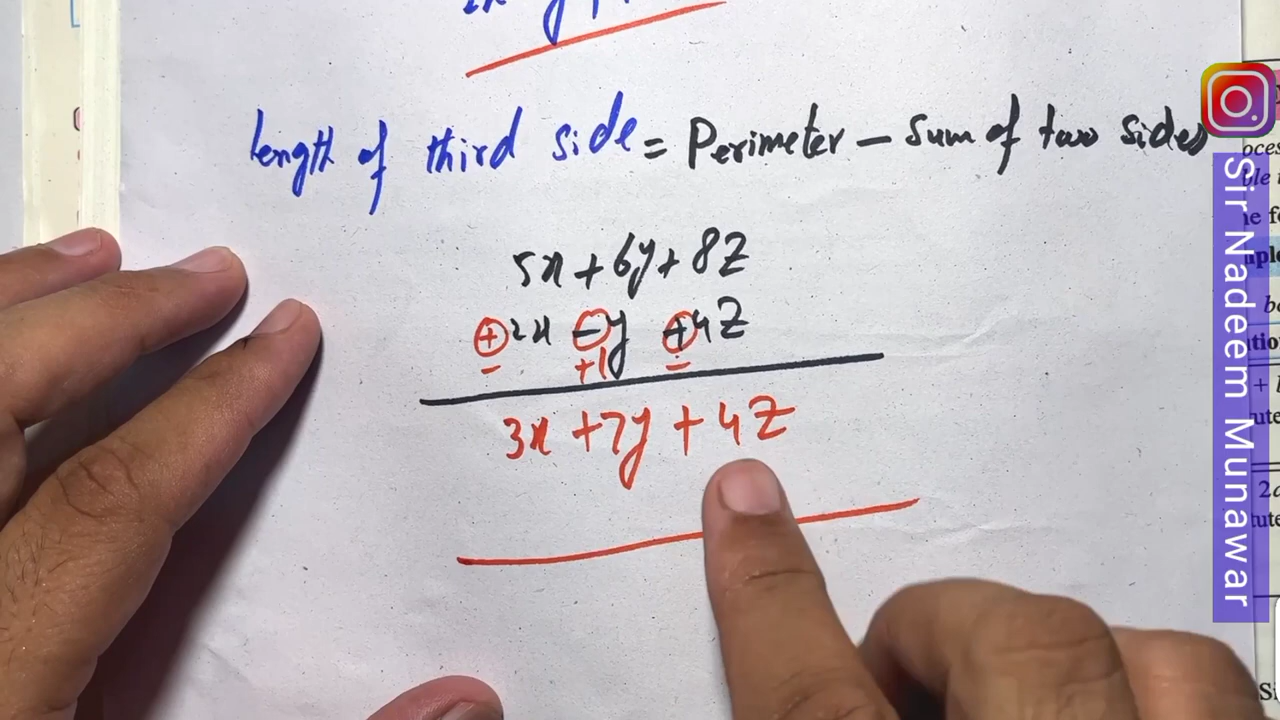 length of third side = Perimeter − Sum of two sides
5x + 6y + 8z
+2x − y +4z
− +1 −
3x + 7y + 4z
Sir Nadeem Munawar